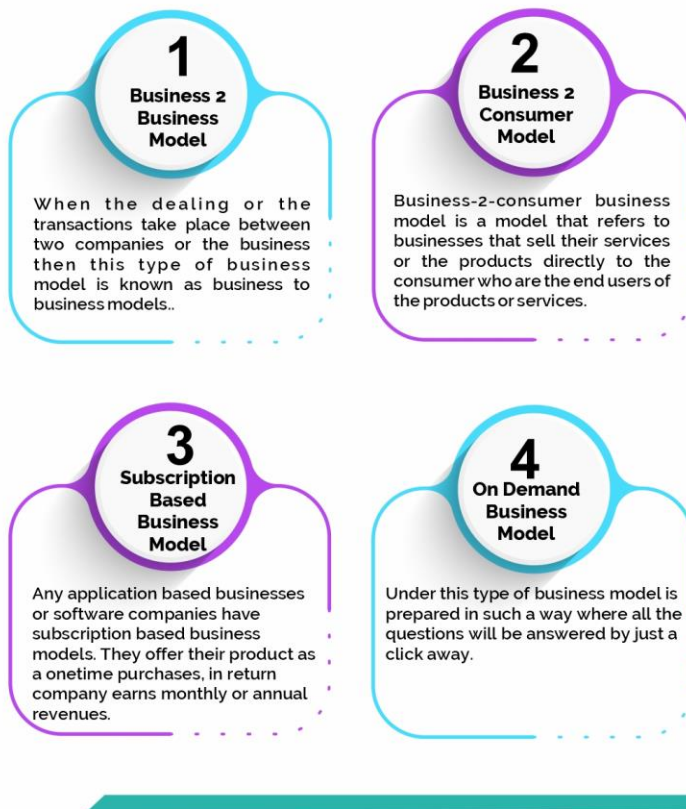 1
Business 2
Business
Model
When the dealing or the
transactions take place between
two companies or the business
then this type of business
model is known as business to
business models..
2
Business 2
Consumer
Model
Business-2-consumer business
model is a model that refers to
businesses that sell their services
or the products directly to the
consumer who are the end users of
the products or services.
3
Subscription
Based
Business
Model
Any application based businesses
or software companies have
subscription based business
models. They offer their product as
a onetime purchases, in return
company earns monthly or annual
revenues.
4
On Demand
Business
Model
Under this type of business model is
prepared in such a way where all the
questions will be answered by just a
click away.